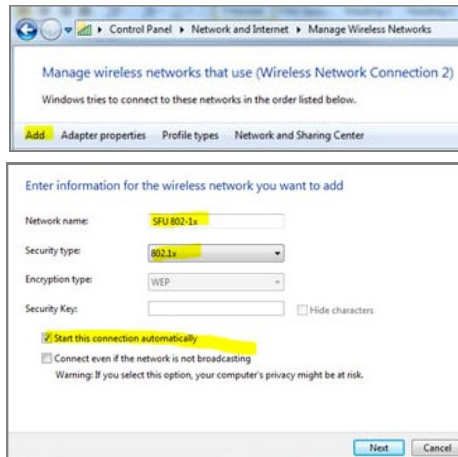 Control Panel ▸ Network and Internet ▸ Manage Wireless Networks
Manage wireless networks that use (Wireless Network Connection 2)
Windows tries to connect to these networks in the order listed below.
Add Adapter properties Profile types Network and Sharing Center
Enter information for the wireless network you want to add
Network name: SFU 802-1x
Security type: 802.1x
Encryption type: WEP
Security Key: Hide characters
Start this connection automatically
Connect even if the network is not broadcasting
Warning: If you select this option, your computer's privacy might be at risk.
Next Cancel